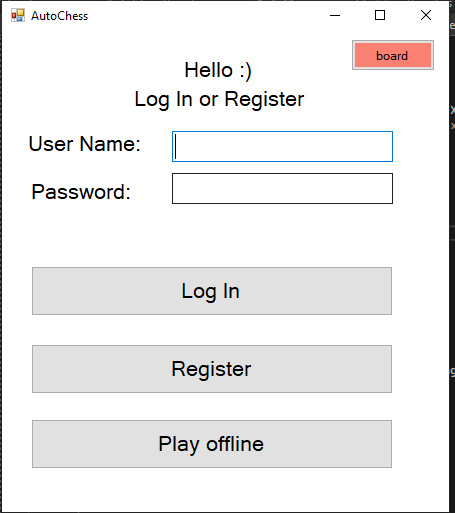 AutoChess
board
Hello :)
Log In or Register
User Name:
Password:
Log In
Register
Play offline